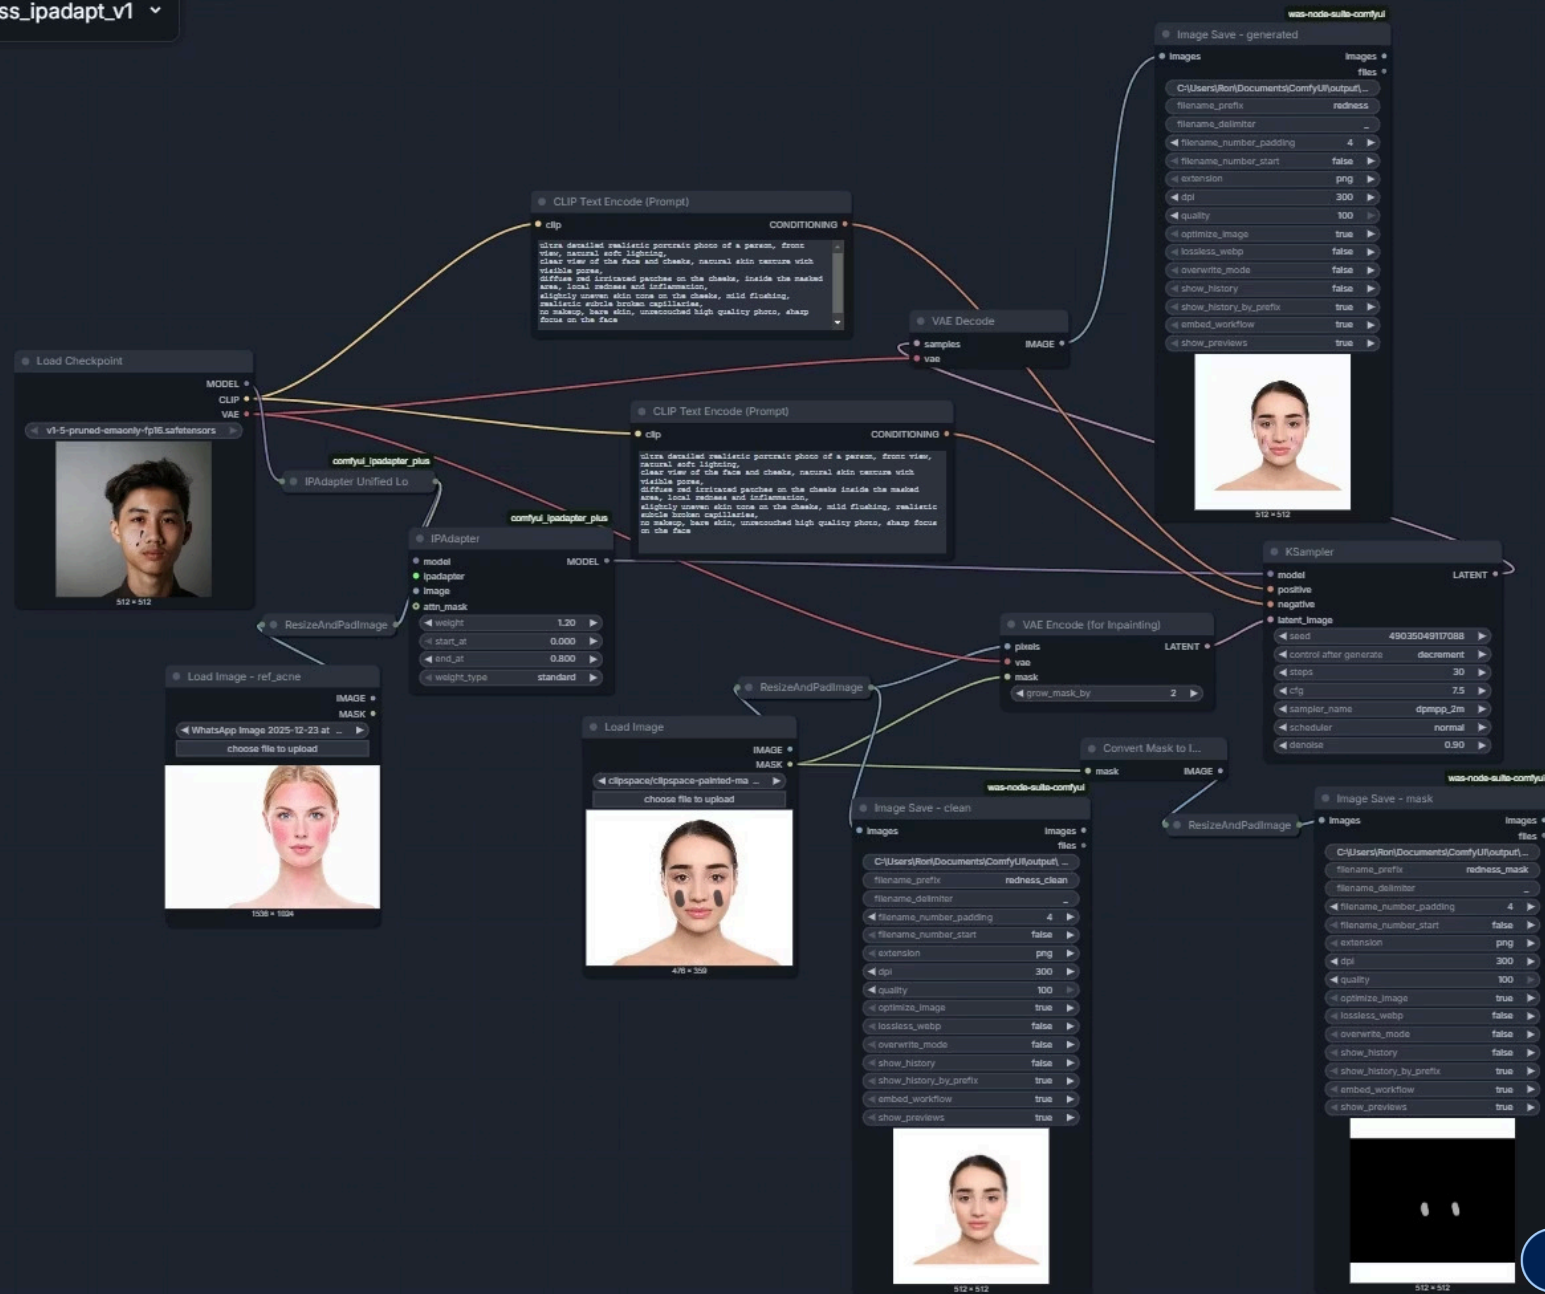 ss_ipadapt_v1
was-node-suite-comfyui
Image Save - generated
images
images
files
C:\Users\Ron\Documents\ComfyUI\output\...
filename_prefix redness
filename_delimiter _
filename_number_padding 4
filename_number_start false
extension png
dpi 300
quality 100
optimize_image true
lossless_webp false
overwrite_mode false
show_history false
show_history_by_prefix true
embed_workflow true
show_previews true
512 × 512
CLIP Text Encode (Prompt)
clip CONDITIONING
ultra detailed realistic portrait photo of a person, front
view, natural soft lighting,
clear view of the face and cheeks, natural skin texture with
visible pores,
diffuse red irritated patches on the cheeks, inside the masked
area, local redness and inflammation,
slightly uneven skin tone on the cheeks, mild flushing,
realistic subtle broken capillaries,
no makeup, bare skin, unretouched high quality photo, sharp
focus on the face
VAE Decode
samples IMAGE
vae
Load Checkpoint
MODEL
CLIP
VAE
v1-5-pruned-emaonly-fp16.safetensors
512 × 512
CLIP Text Encode (Prompt)
clip CONDITIONING
ultra detailed realistic portrait photo of a person, front view,
natural soft lighting,
clear view of the face and cheeks, natural skin texture with
visible pores,
diffuse red irritated patches on the cheeks inside the masked
area, local redness and inflammation,
slightly uneven skin tone on the cheeks, mild flushing, realistic
subtle broken capillaries,
no makeup, bare skin, unretouched high quality photo, sharp focus
on the face
comfyui_ipadapter_plus
IPAdapter Unified Lo
comfyui_ipadapter_plus
IPAdapter
model MODEL
ipadapter
image
attn_mask
weight 1.20
start_at 0.000
end_at 0.800
weight_type standard
ResizeAndPadImage
Load Image - ref_acne
IMAGE
MASK
WhatsApp Image 2025-12-23 at ...
choose file to upload
1536 × 1024
KSampler
model LATENT
positive
negative
latent_image
seed 49035049117088
control after generate decrement
steps 30
cfg 7.5
sampler_name dpmpp_2m
scheduler normal
denoise 0.90
VAE Encode (for Inpainting)
pixels LATENT
vae
mask
grow_mask_by 2
ResizeAndPadImage
Load Image
IMAGE
MASK
clipspace/clipspace-painted-ma ...
choose file to upload
476 × 359
Convert Mask to I...
mask IMAGE
ResizeAndPadImage
was-node-suite-comfyui
Image Save - clean
images images
files
C:\Users\Ron\Documents\ComfyUI\output\ ...
filename_prefix redness_clean
filename_delimiter _
filename_number_padding 4
filename_number_start false
extension png
dpi 300
quality 100
optimize_image true
lossless_webp false
overwrite_mode false
show_history false
show_history_by_prefix true
embed_workflow true
show_previews true
512 × 512
was-node-suite-comfyui
Image Save - mask
images images
files
C:\Users\Ron\Documents\ComfyUI\output\...
filename_prefix redness_mask
filename_delimiter _
filename_number_padding 4
filename_number_start false
extension png
dpi 300
quality 100
optimize_image true
lossless_webp false
overwrite_mode false
show_history false
show_history_by_prefix true
embed_workflow true
show_previews true
512 × 512